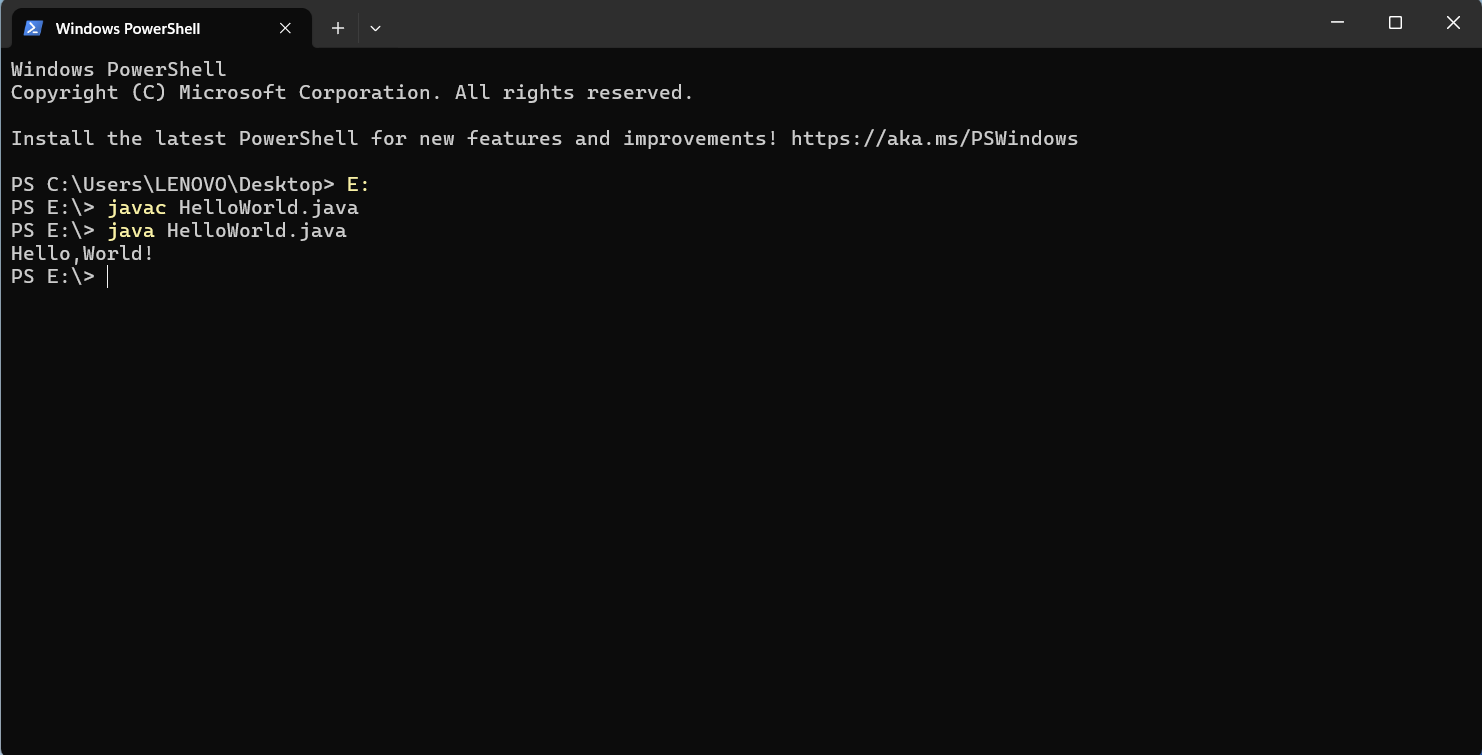 Windows PowerShell
Windows PowerShell
Copyright (C) Microsoft Corporation. All rights reserved.
Install the latest PowerShell for new features and improvements! https://aka.ms/PSWindows
PS C:\Users\LENOVO\Desktop> E:
PS E:\> javac HelloWorld.java
PS E:\> java HelloWorld.java
Hello,World!
PS E:\>